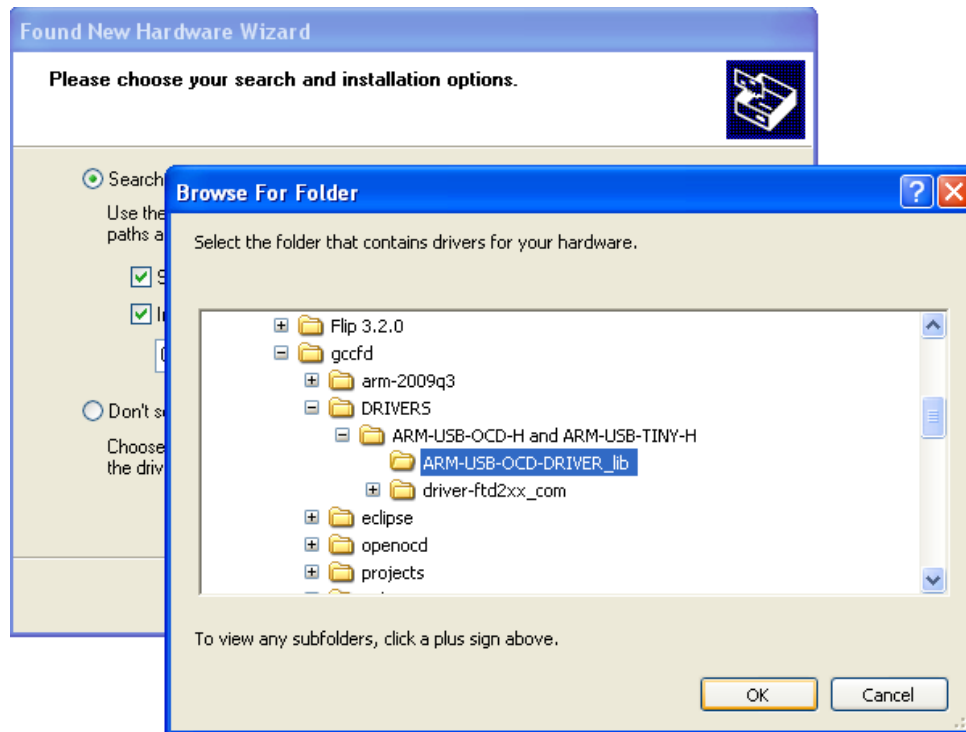 Found New Hardware Wizard
Please choose your search and installation options.
Search
Use the
paths a
Browse For Folder
Select the folder that contains drivers for your hardware.
Flip 3.2.0
gccfd
arm-2009q3
DRIVERS
ARM-USB-OCD-H and ARM-USB-TINY-H
ARM-USB-OCD-DRIVER_lib
driver-ftd2xx_com
eclipse
openocd
projects
Don't s
Choose
the driv
To view any subfolders, click a plus sign above.
OK
Cancel